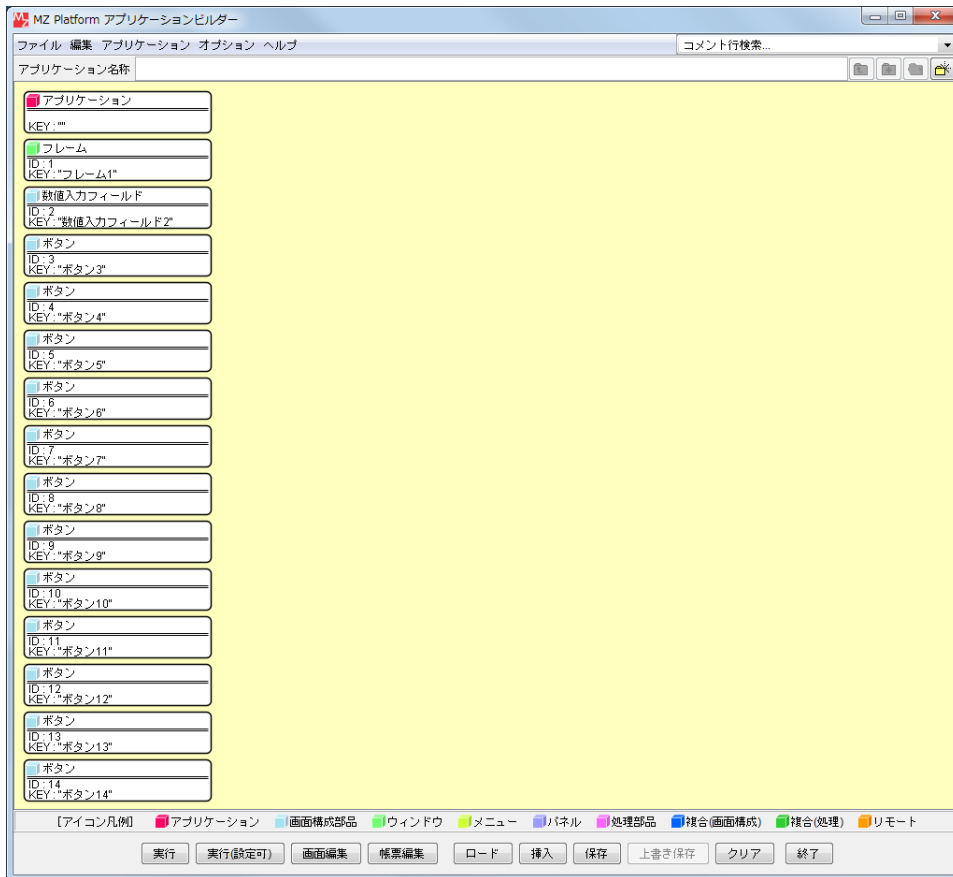 MZ Platform アプリケーションビルダー
ファイル 編集 アプリケーション オプション ヘルプ
コメント行検索...
アプリケーション名称
アプリケーション
KEY : ""
フレーム
ID : 1
KEY : "フレーム1"
数値入力フィールド
ID : 2
KEY : "数値入力フィールド2"
ボタン
ID : 3
KEY : "ボタン3"
ボタン
ID : 4
KEY : "ボタン4"
ボタン
ID : 5
KEY : "ボタン5"
ボタン
ID : 6
KEY : "ボタン6"
ボタン
ID : 7
KEY : "ボタン7"
ボタン
ID : 8
KEY : "ボタン8"
ボタン
ID : 9
KEY : "ボタン9"
ボタン
ID : 10
KEY : "ボタン10"
ボタン
ID : 11
KEY : "ボタン11"
ボタン
ID : 12
KEY : "ボタン12"
ボタン
ID : 13
KEY : "ボタン13"
ボタン
ID : 14
KEY : "ボタン14"
[アイコン凡例] アプリケーション 画面構成部品 ウィンドウ メニュー パネル 処理部品 複合(画面構成) 複合(処理) リモート
実行 実行(設定可) 画面編集 帳票編集 ロード 挿入 保存 上書き保存 クリア 終了